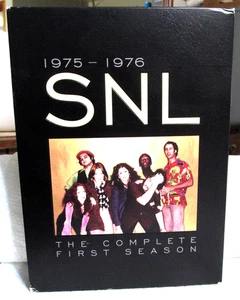 1975 – 1976
SNL
THE COMPLETE
FIRST SEASON